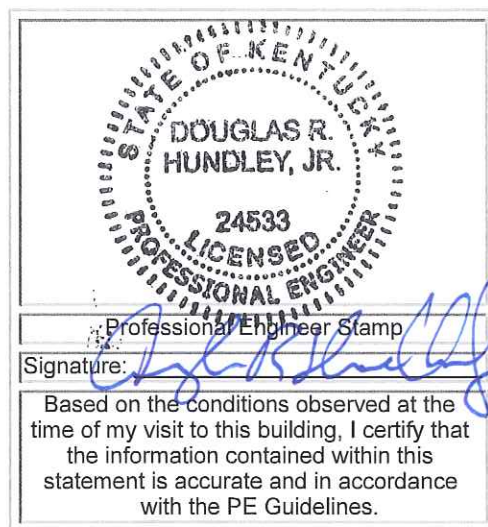 STATE OF KENTUCKY
DOUGLAS R.
HUNDLEY, JR.
24533
LICENSED
PROFESSIONAL ENGINEER
Professional Engineer Stamp
Signature:
Based on the conditions observed at the
time of my visit to this building, I certify that
the information contained within this
statement is accurate and in accordance
with the PE Guidelines.